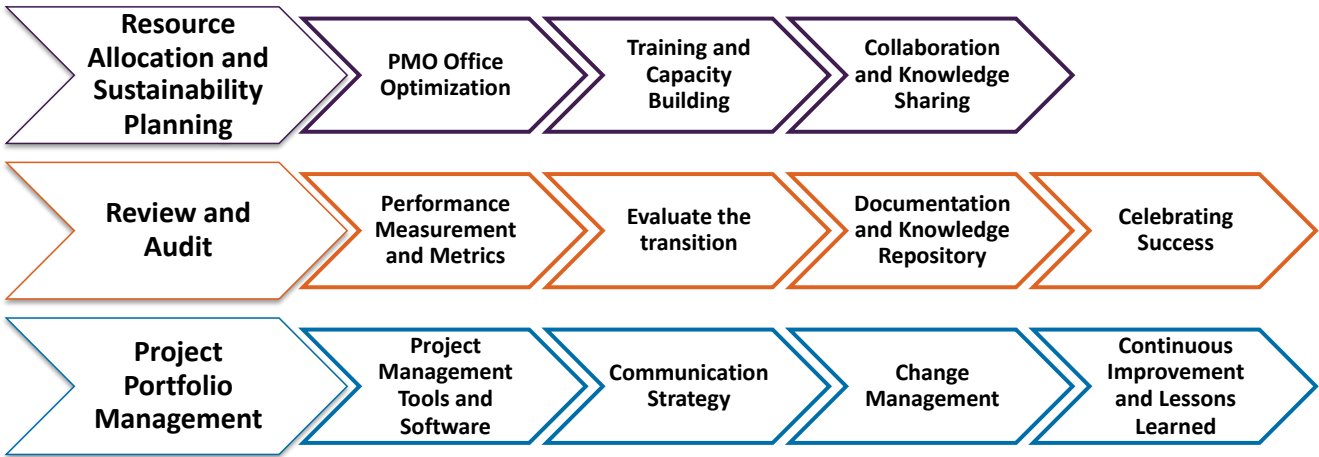 Resource
Allocation and
Sustainability
Planning
PMO Office
Optimization
Training and
Capacity
Building
Collaboration
and Knowledge
Sharing
Review and
Audit
Performance
Measurement
and Metrics
Evaluate the
transition
Documentation
and Knowledge
Repository
Celebrating
Success
Project
Portfolio
Management
Project
Management
Tools and
Software
Communication
Strategy
Change
Management
Continuous
Improvement
and Lessons
Learned